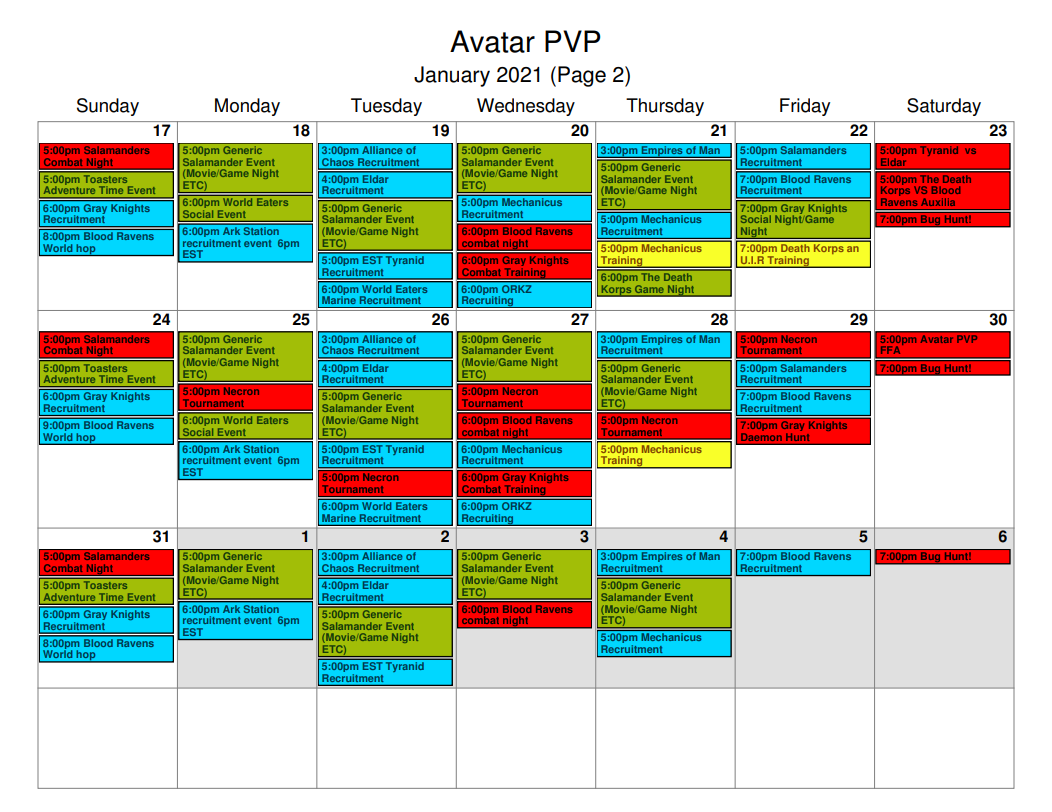 Avatar PVP
January 2021 (Page 2)
Sunday Monday Tuesday Wednesday Thursday Friday Saturday
17
5:00pm Salamanders
Combat Night
5:00pm Toasters
Adventure Time Event
6:00pm Gray Knights
Recruitment
8:00pm Blood Ravens
World hop
18
5:00pm Generic
Salamander Event
(Movie/Game Night
ETC)
6:00pm World Eaters
Social Event
6:00pm Ark Station
recruitment event 6pm
EST
19
3:00pm Alliance of
Chaos Recruitment
4:00pm Eldar
Recruitment
5:00pm Generic
Salamander Event
(Movie/Game Night
ETC)
5:00pm EST Tyranid
Recruitment
6:00pm World Eaters
Marine Recruitment
20
5:00pm Generic
Salamander Event
(Movie/Game Night
ETC)
5:00pm Mechanicus
Recruitment
6:00pm Blood Ravens
combat night
6:00pm Gray Knights
Combat Training
6:00pm ORKZ
Recruiting
21
3:00pm Empires of Man
5:00pm Generic
Salamander Event
(Movie/Game Night
ETC)
5:00pm Mechanicus
Recruitment
5:00pm Mechanicus
Training
6:00pm The Death
Korps Game Night
22
5:00pm Salamanders
Recruitment
7:00pm Blood Ravens
Recruitment
7:00pm Gray Knights
Social Night/Game
Night
7:00pm Death Korps an
U.I.R Training
23
5:00pm Tyranid vs
Eldar
5:00pm The Death
Korps VS Blood
Ravens Auxilia
7:00pm Bug Hunt!
24
5:00pm Salamanders
Combat Night
5:00pm Toasters
Adventure Time Event
6:00pm Gray Knights
Recruitment
9:00pm Blood Ravens
World hop
25
5:00pm Generic
Salamander Event
(Movie/Game Night
ETC)
5:00pm Necron
Tournament
6:00pm World Eaters
Social Event
6:00pm Ark Station
recruitment event 6pm
EST
26
3:00pm Alliance of
Chaos Recruitment
4:00pm Eldar
Recruitment
5:00pm Generic
Salamander Event
(Movie/Game Night
ETC)
5:00pm EST Tyranid
Recruitment
5:00pm Necron
Tournament
6:00pm World Eaters
Marine Recruitment
27
5:00pm Generic
Salamander Event
(Movie/Game Night
ETC)
5:00pm Necron
Tournament
6:00pm Blood Ravens
combat night
6:00pm Mechanicus
Recruitment
6:00pm Gray Knights
Combat Training
6:00pm ORKZ
Recruiting
28
3:00pm Empires of Man
Recruitment
5:00pm Generic
Salamander Event
(Movie/Game Night
ETC)
5:00pm Necron
Tournament
5:00pm Mechanicus
Training
29
5:00pm Necron
Tournament
5:00pm Salamanders
Recruitment
7:00pm Blood Ravens
Recruitment
7:00pm Gray Knights
Daemon Hunt
30
5:00pm Avatar PVP
FFA
7:00pm Bug Hunt!
31
5:00pm Salamanders
Combat Night
5:00pm Toasters
Adventure Time Event
6:00pm Gray Knights
Recruitment
8:00pm Blood Ravens
World hop
1
5:00pm Generic
Salamander Event
(Movie/Game Night
ETC)
6:00pm Ark Station
recruitment event 6pm
EST
2
3:00pm Alliance of
Chaos Recruitment
4:00pm Eldar
Recruitment
5:00pm Generic
Salamander Event
(Movie/Game Night
ETC)
5:00pm EST Tyranid
Recruitment
3
5:00pm Generic
Salamander Event
(Movie/Game Night
ETC)
6:00pm Blood Ravens
combat night
4
3:00pm Empires of Man
Recruitment
5:00pm Generic
Salamander Event
(Movie/Game Night
ETC)
5:00pm Mechanicus
Recruitment
5
7:00pm Blood Ravens
Recruitment
6
7:00pm Bug Hunt!